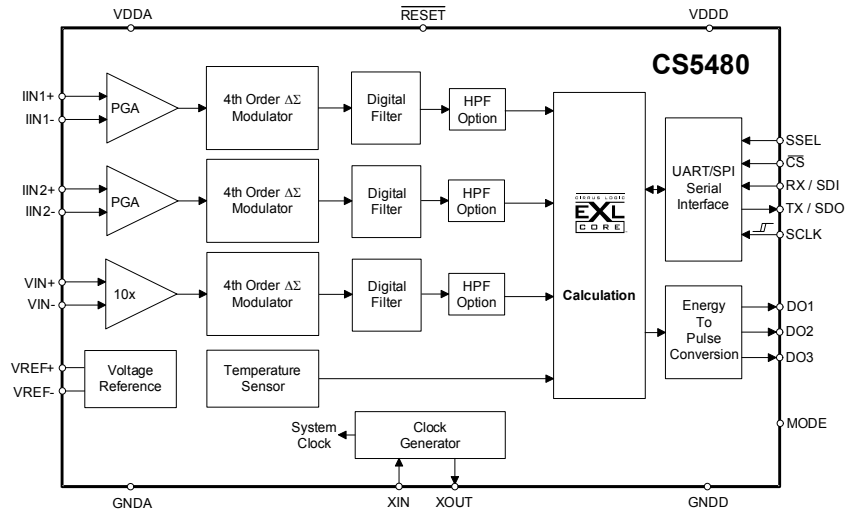 VDDA
RESET
VDDD
CS5480
IIN1+
IIN1-
PGA
4th Order ΔΣ
Modulator
Digital
Filter
HPF
Option
IIN2+
IIN2-
PGA
4th Order ΔΣ
Modulator
Digital
Filter
HPF
Option
VIN+
VIN-
10x
4th Order ΔΣ
Modulator
Digital
Filter
HPF
Option
VREF+
VREF-
Voltage
Reference
Temperature
Sensor
System
Clock
Clock
Generator
CIRRUS LOGIC
EXL
CORE
Calculation
UART/SPI
Serial
Interface
SSEL
CS
RX / SDI
TX / SDO
SCLK
Energy
To
Pulse
Conversion
DO1
DO2
DO3
MODE
GNDA
XIN
XOUT
GNDD